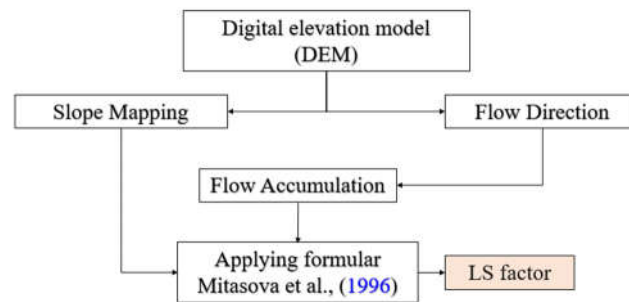 Digital elevation model
(DEM)
Slope Mapping
Flow Direction
Flow Accumulation
Applying formular
Mitasova et al., (1996)
LS factor